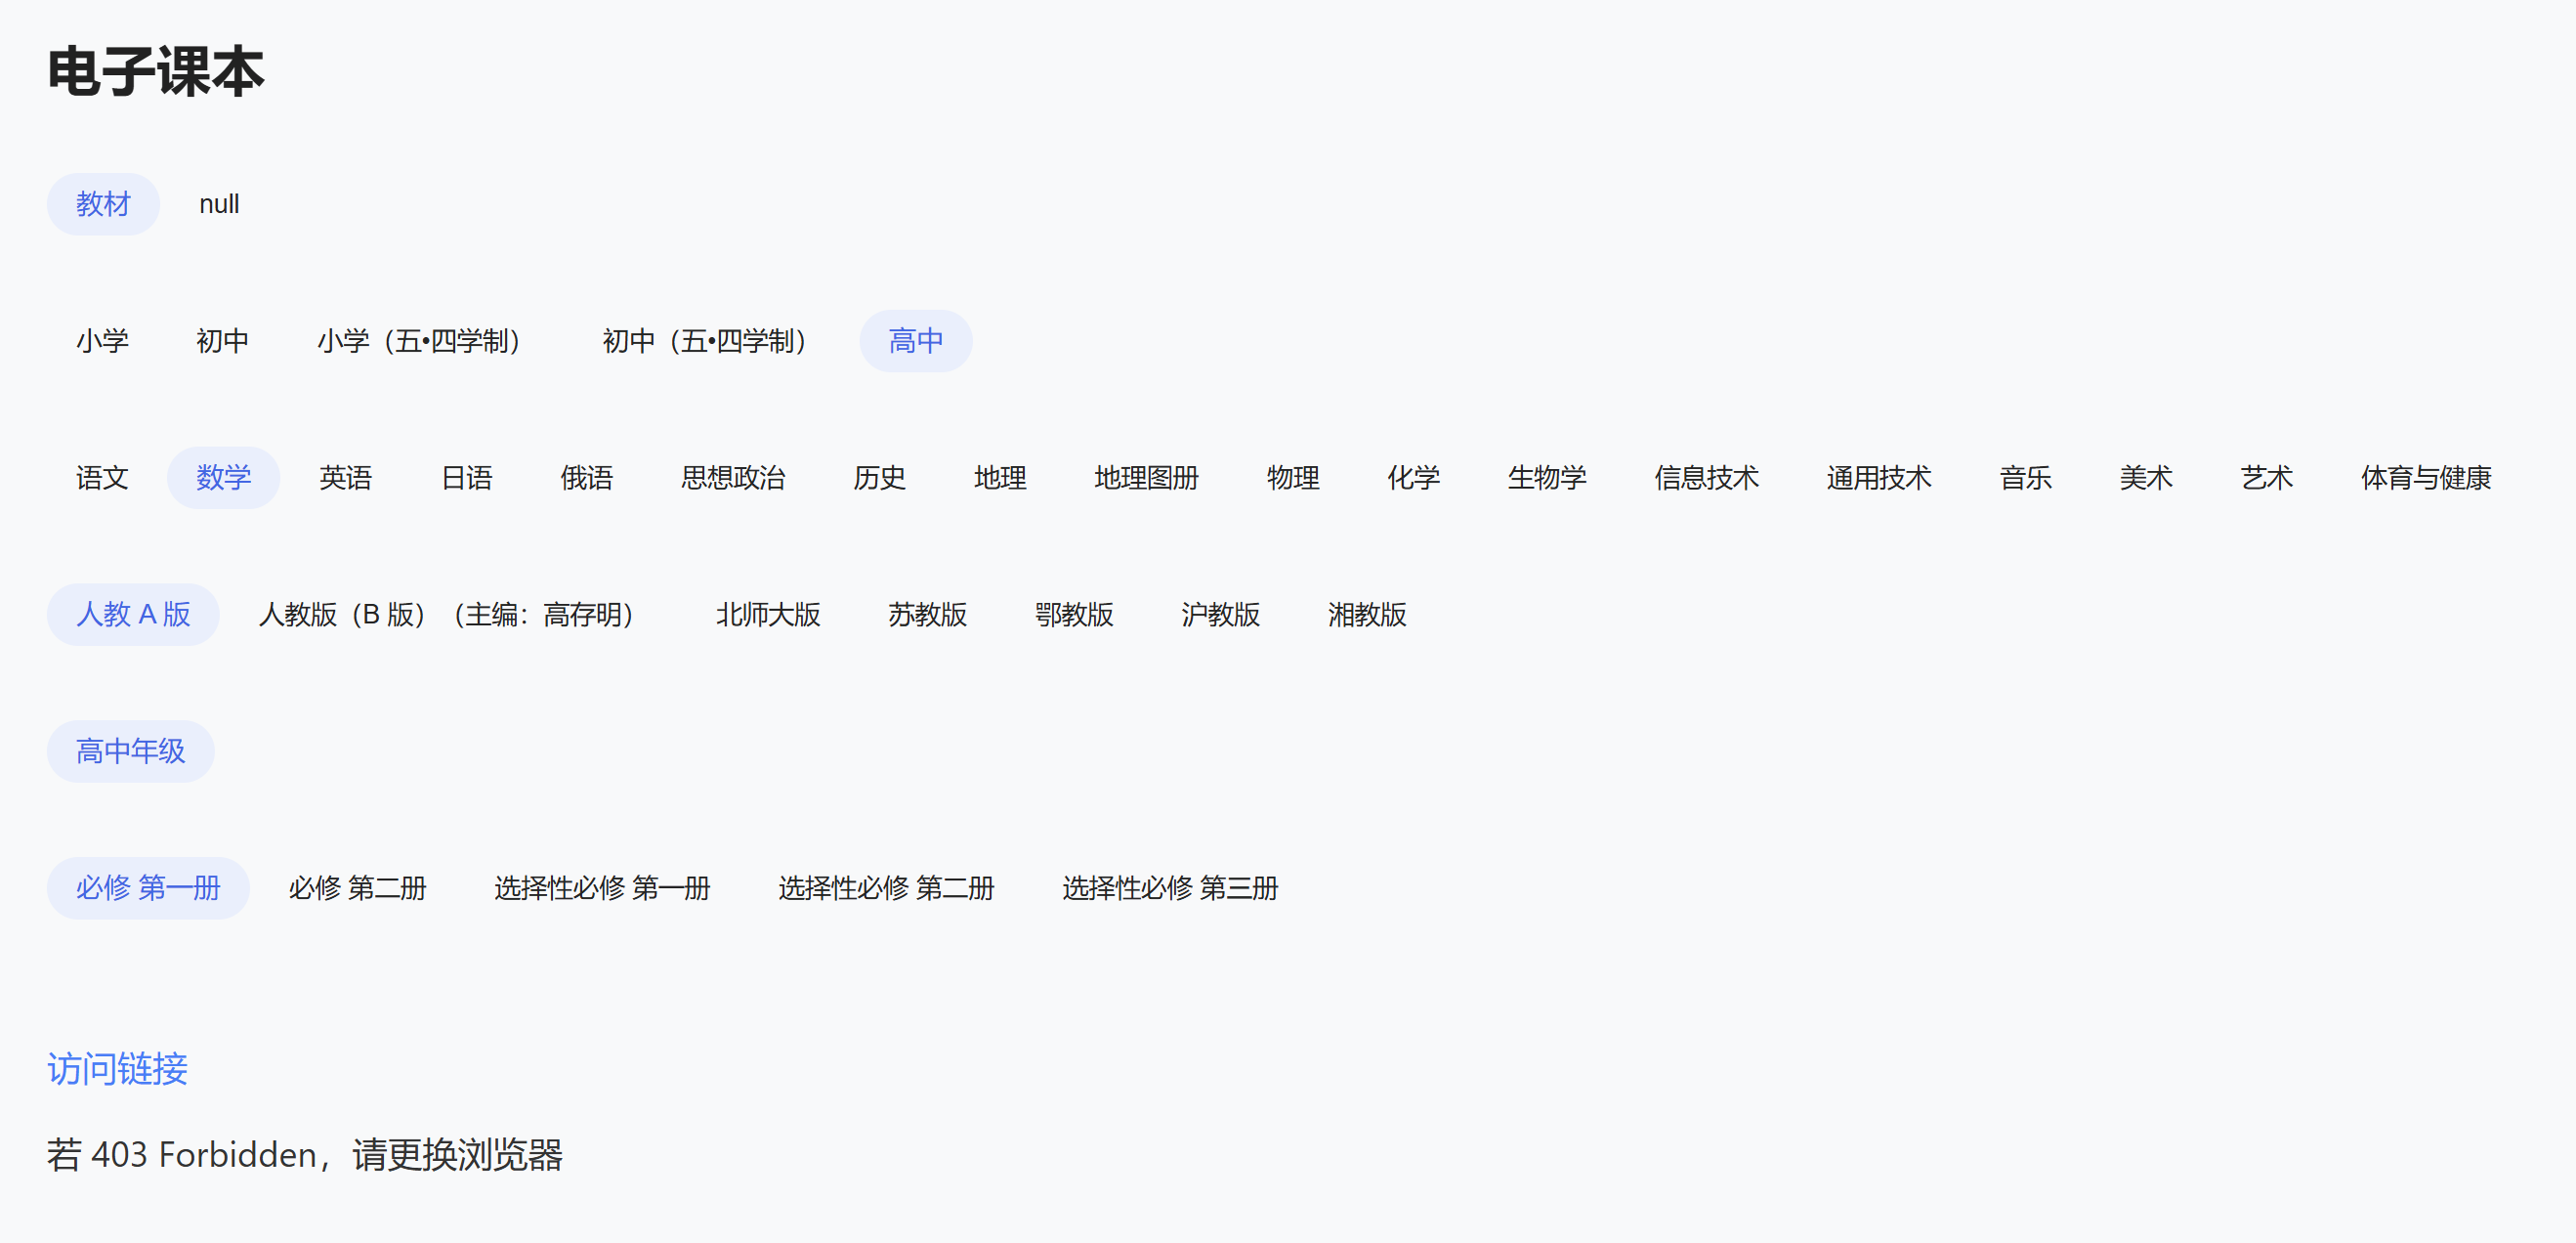 电子课本
教材 null
小学 初中 小学（五•四学制） 初中（五•四学制） 高中
语文 数学 英语 日语 俄语 思想政治 历史 地理 地理图册 物理 化学 生物学 信息技术 通用技术 音乐 美术 艺术 体育与健康
人教 A 版 人教版（B 版）（主编：高存明） 北师大版 苏教版 鄂教版 沪教版 湘教版
高中年级
必修 第一册 必修 第二册 选择性必修 第一册 选择性必修 第二册 选择性必修 第三册
访问链接
若 403 Forbidden，请更换浏览器